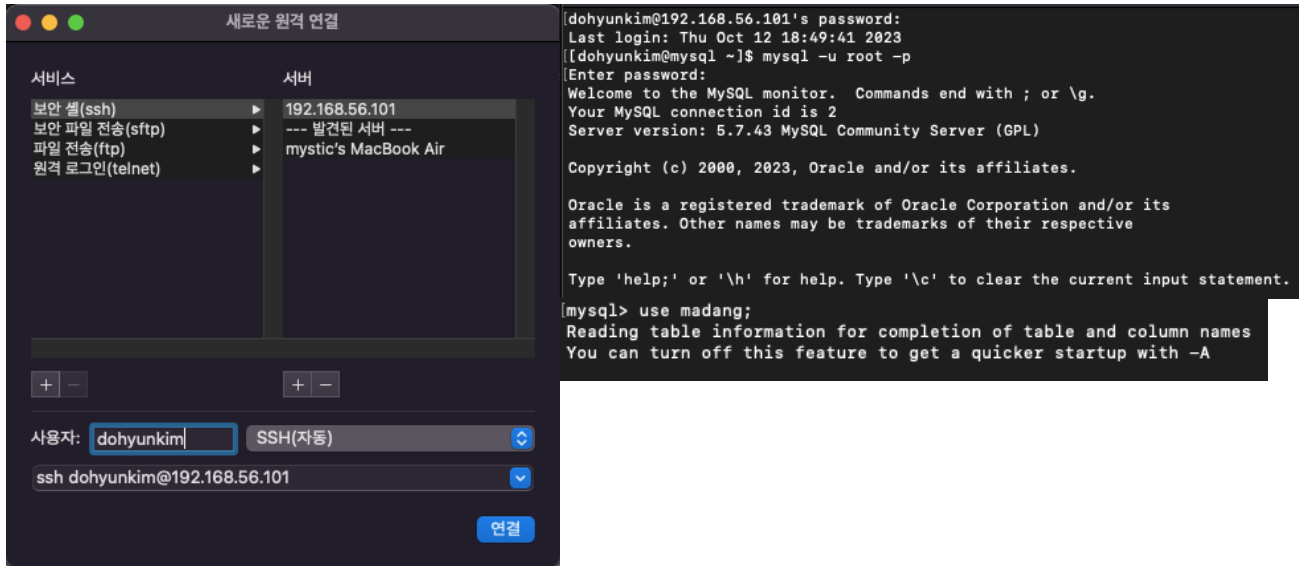 새로운 원격 연결
서비스
서버
보안 셸(ssh)
보안 파일 전송(sftp)
파일 전송(ftp)
원격 로그인(telnet)
192.168.56.101
--- 발견된 서버 ---
mystic's MacBook Air
사용자:
dohyunkim
SSH(자동)
ssh dohyunkim@192.168.56.101
연결
[dohyunkim@192.168.56.101's password:
Last login: Thu Oct 12 18:49:41 2023
[[dohyunkim@mysql ~]$ mysql -u root -p
[Enter password:
Welcome to the MySQL monitor.  Commands end with ; or \g.
Your MySQL connection id is 2
Server version: 5.7.43 MySQL Community Server (GPL)
Copyright (c) 2000, 2023, Oracle and/or its affiliates.
Oracle is a registered trademark of Oracle Corporation and/or its
affiliates. Other names may be trademarks of their respective
owners.
Type 'help;' or '\h' for help. Type '\c' to clear the current input statement.
[mysql> use madang;
Reading table information for completion of table and column names
You can turn off this feature to get a quicker startup with -A